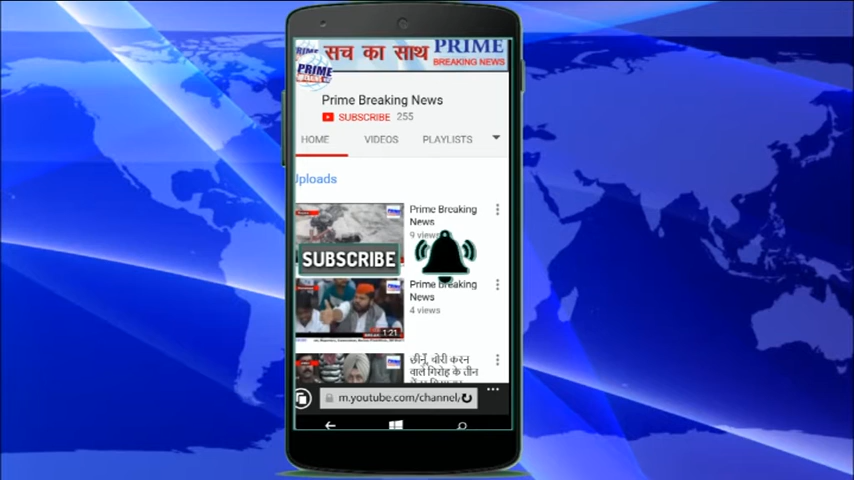 PRIME सच का साथ PRIME
BREAKING NEWS
PRIME
Prime Breaking News
SUBSCRIBE 255
HOME VIDEOS PLAYLISTS
Uploads
Prime Breaking
News
9 views
SUBSCRIBE
Prime Breaking
News
4 views
1:21
छीनने, चोरी करने
वाले गिरोह के तीन
m.youtube.com/channel/